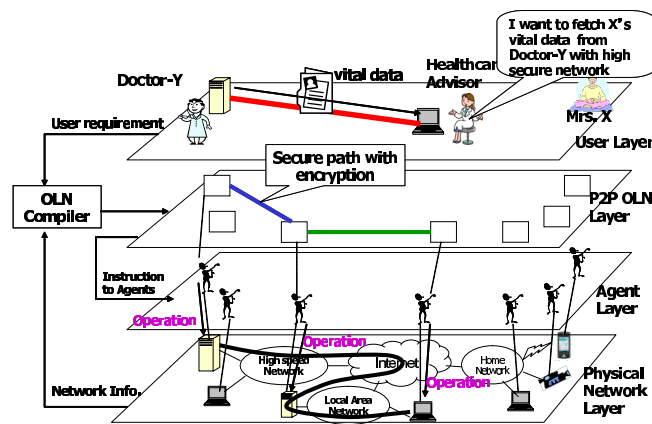 I want to fetch X's
vital data from
Doctor-Y with high
secure network
Healthcar
Advisor
Doctor-Y
vital data
Mrs. X
User Layer
User requirement
Secure path with
encryption
P2P OLN
Layer
OLN
Compiler
Instruction
to Agents
Agent
Layer
Operation
Operation
Operation
High speed
Network
Internet
Home
Network
Network Info.
Local Area
Network
Physical
Network
Layer